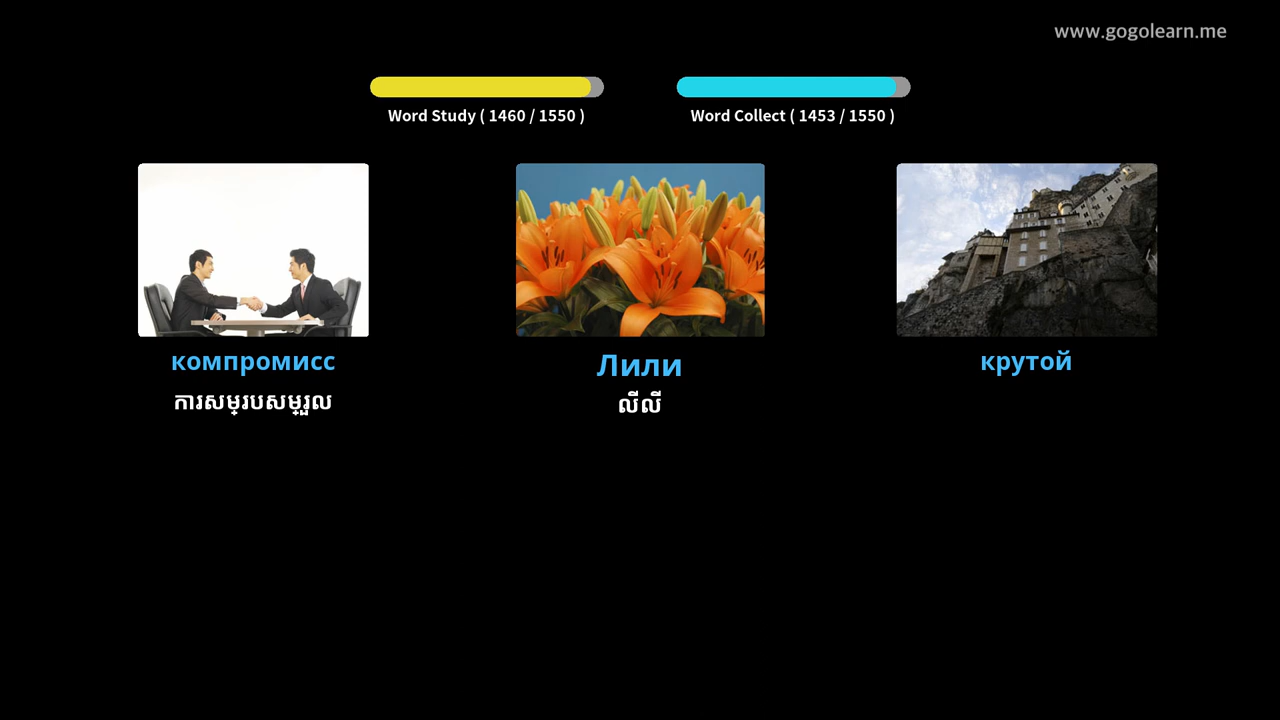 www.gogolearn.me
Word Study ( 1460 / 1550 )
Word Collect ( 1453 / 1550 )
компромисс
Лили
крутой
ការសម្របសម្រួល
លីលី